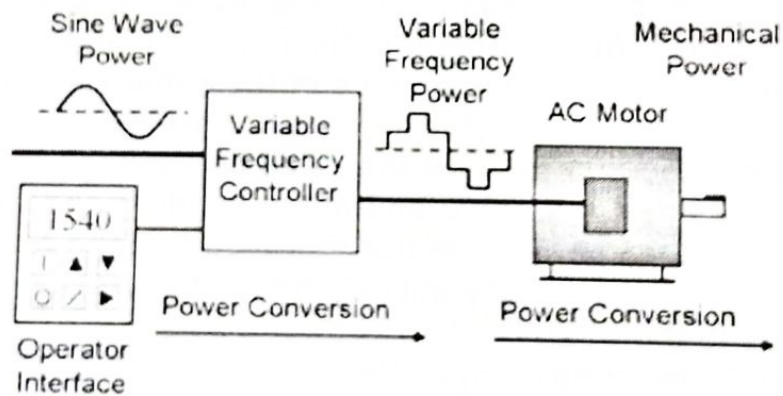 Sine Wave
Power
Variable
Frequency
Power
Mechanical
Power
AC Motor
Variable
Frequency
Controller
1540
Power Conversion
Power Conversion
Operator
Interface